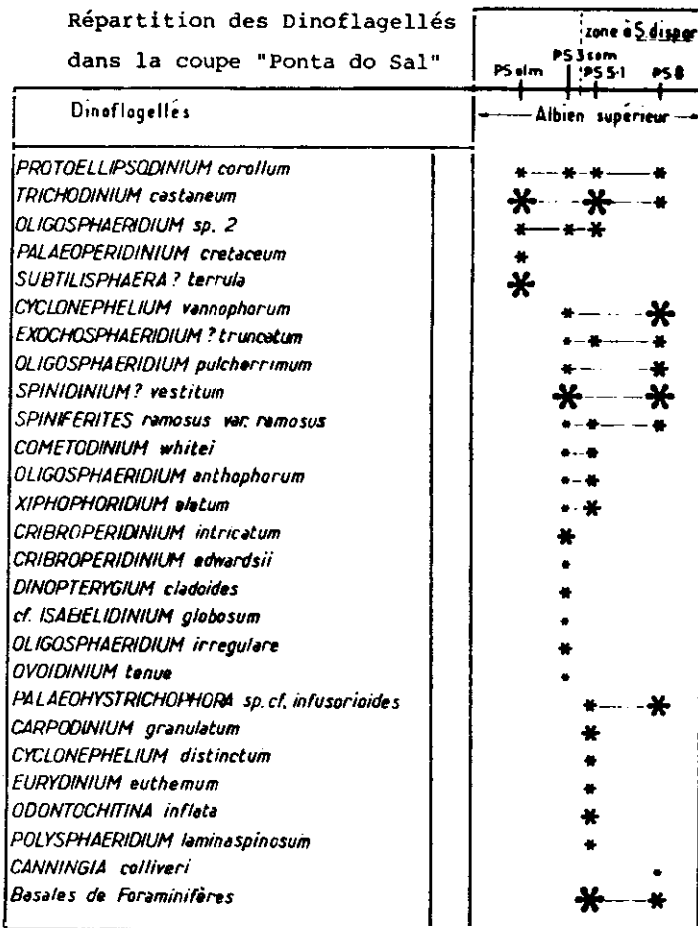 Répartition des Dinoflagellés
dans la coupe "Ponta do Sal"
zone à S. dispar
PS alm PS 3 som PS 5-1 PS 8
Dinoflagellés
Albien supérieur
PROTOELLIPSODINIUM corollum
TRICHODINIUM castaneum
OLIGOSPHAERIDIUM sp. 2
PALAEOPERIDINIUM cretaceum
SUBTILISPHAERA ? terrula
CYCLONEPHELIUM vannophorum
EXOCHOSPHAERIDIUM ? truncatum
OLIGOSPHAERIDIUM pulcherrimum
SPINIDINIUM ? vestitum
SPINIFERITES ramosus var. ramosus
COMETODINIUM whitei
OLIGOSPHAERIDIUM anthophorum
XIPHOPHORIDIUM alatum
CRIBROPERIDINIUM intricatum
CRIBROPERIDINIUM edwardsii
DINOPTERYGIUM cladoides
cf. ISABELIDINIUM globosum
OLIGOSPHAERIDIUM irregulare
OVOIDINIUM tenue
PALAEOHYSTRICHOPHORA sp. cf. infusorioides
CARPODINIUM granulatum
CYCLONEPHELIUM distinctum
EURYDINIUM euthemum
ODONTOCHITINA inflata
POLYSPHAERIDIUM laminaspinosum
CANNINGIA colliveri
Basales de Foraminifères